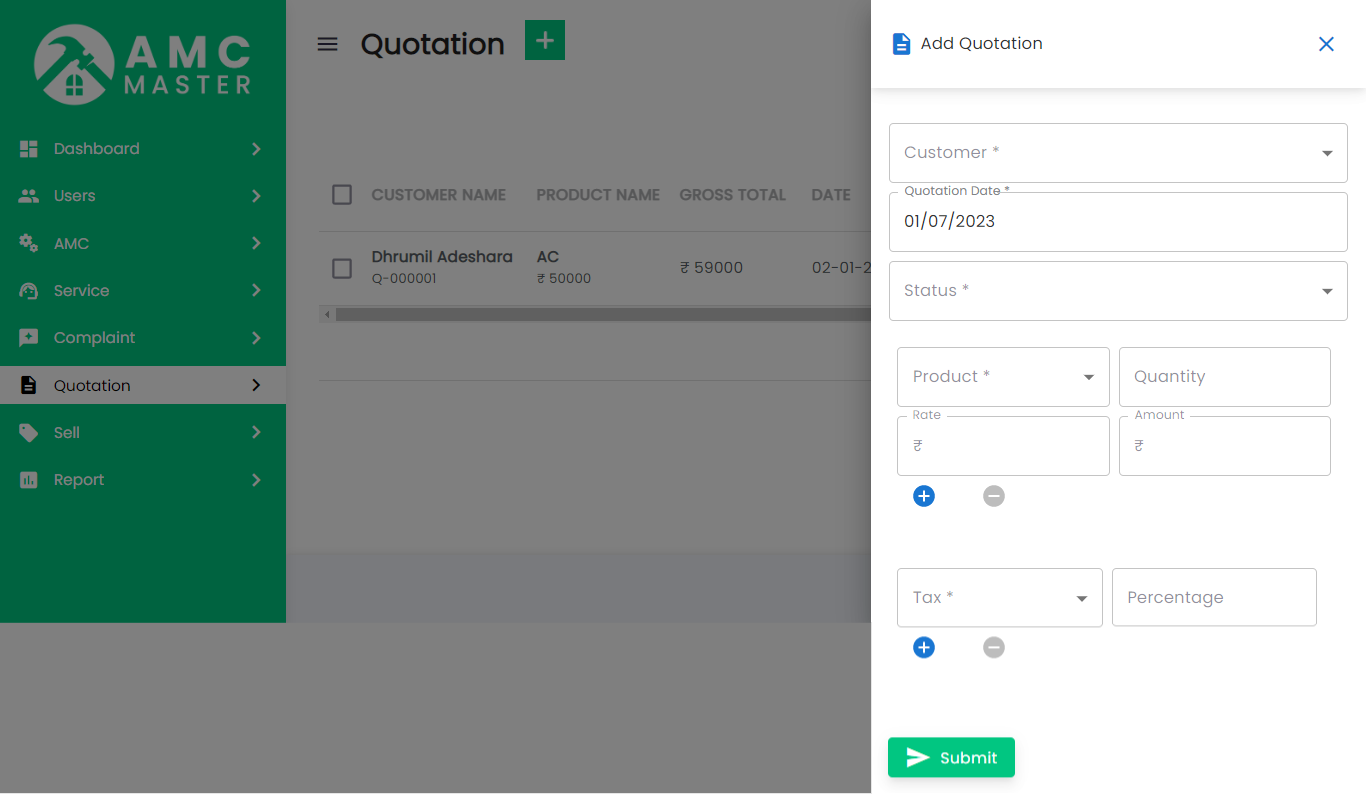 AMC
MASTER
Dashboard
Users
AMC
Service
Complaint
Quotation
Sell
Report
Quotation
CUSTOMER NAME PRODUCT NAME GROSS TOTAL DATE
Dhrumil Adeshara AC ₹ 59000 02-01-2
Q-000001 ₹ 50000
Add Quotation
Customer *
Quotation Date *
01/07/2023
Status *
Product * Quantity
Rate Amount
₹ ₹
Tax * Percentage
Submit